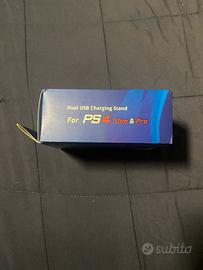 Dual USB Charging Stand
For PS4 Slim & Pro
subito